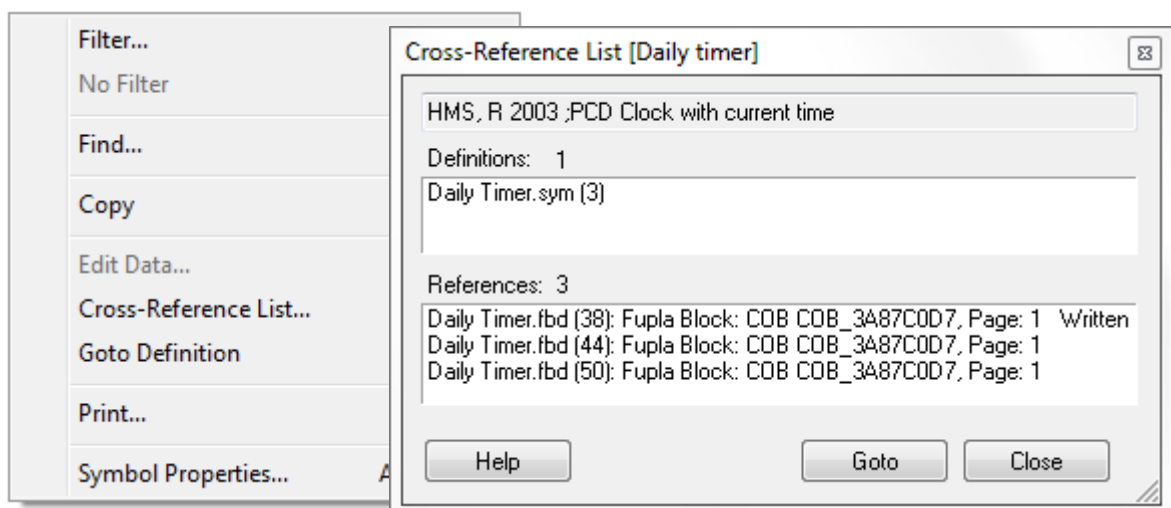 Filter...
No Filter
Find...
Copy
Edit Data...
Cross-Reference List...
Goto Definition
Print...
Symbol Properties... A
Cross-Reference List [Daily timer]
HMS, R 2003 ;PCD Clock with current time
Definitions: 1
Daily Timer.sym (3)
References: 3
Daily Timer.fbd (38): Fupla Block: COB COB_3A87C0D7, Page: 1 Written
Daily Timer.fbd (44): Fupla Block: COB COB_3A87C0D7, Page: 1
Daily Timer.fbd (50): Fupla Block: COB COB_3A87C0D7, Page: 1
Help Goto Close